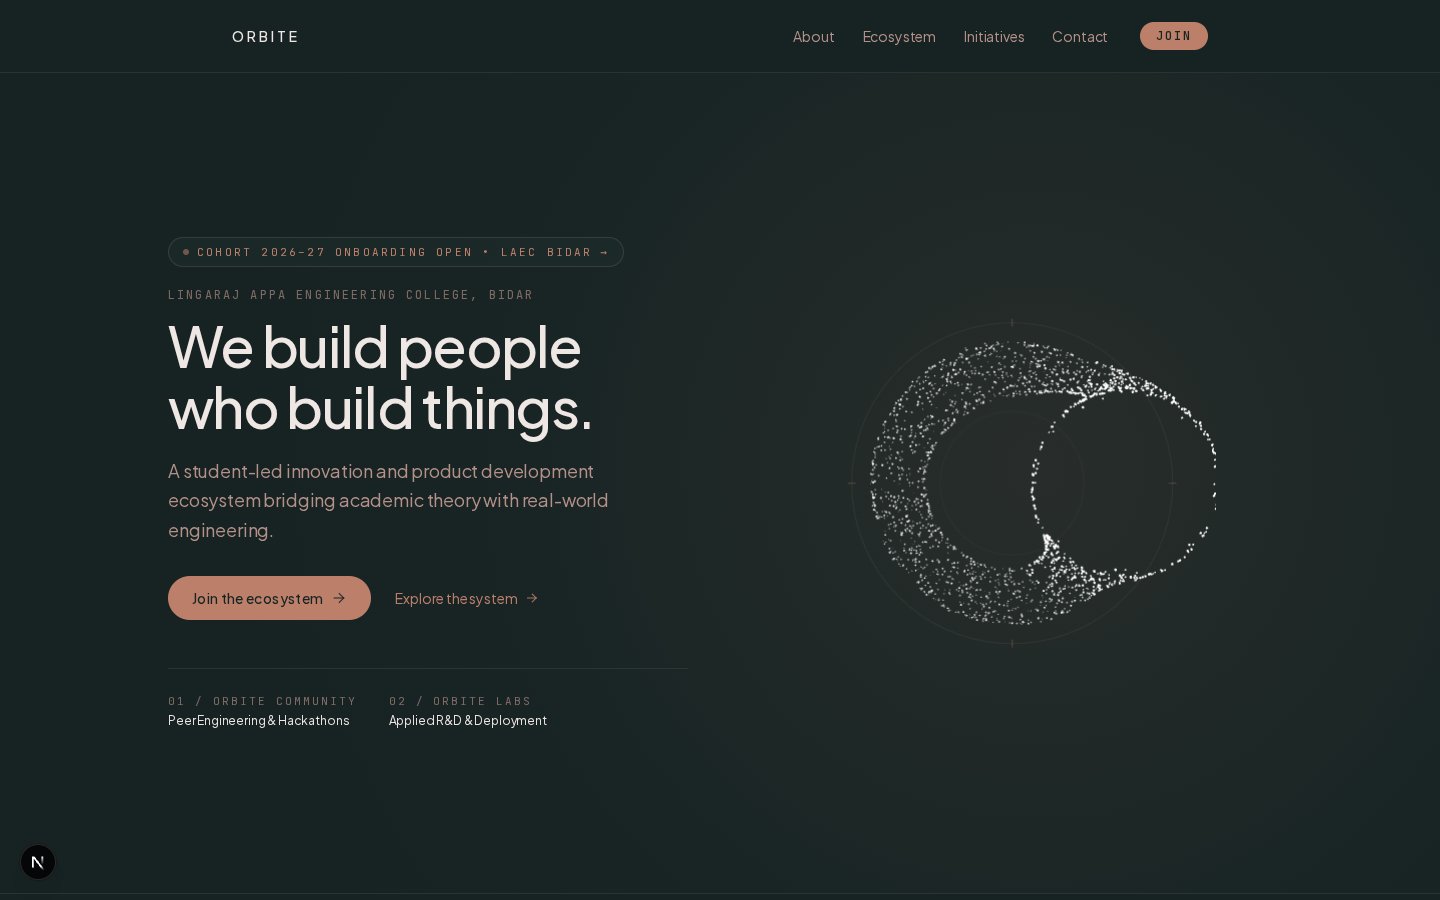 ORBITE
About
Ecosystem
Initiatives
Contact
JOIN
COHORT 2026–27 ONBOARDING OPEN • LAEC BIDAR →
LINGARAJ APPA ENGINEERING COLLEGE, BIDAR
We build people
who build things.
A student-led innovation and product development
ecosystem bridging academic theory with real-world
engineering.
Join the ecosystem →
Explore the system →
01 / ORBITE COMMUNITY
Peer Engineering & Hackathons
02 / ORBITE LABS
Applied R&D & Deployment
N